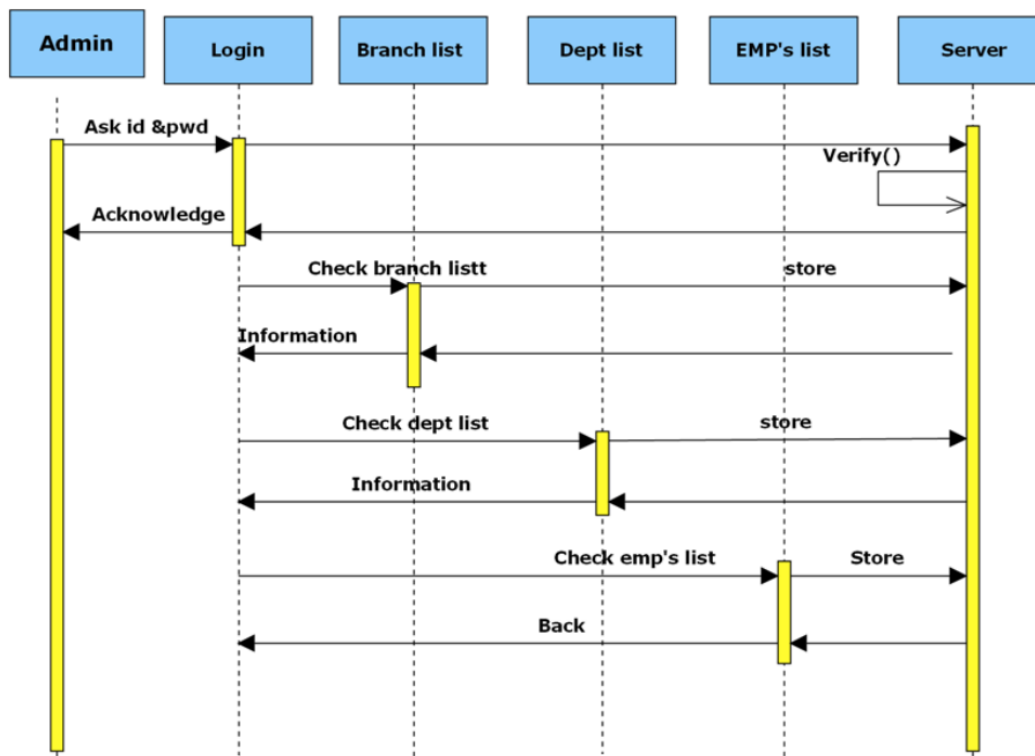 Admin
Login
Branch list
Dept list
EMP's list
Server
Ask id &pwd
Verify()
Acknowledge
Check branch listt
store
Information
Check dept list
store
Information
Check emp's list
Store
Back